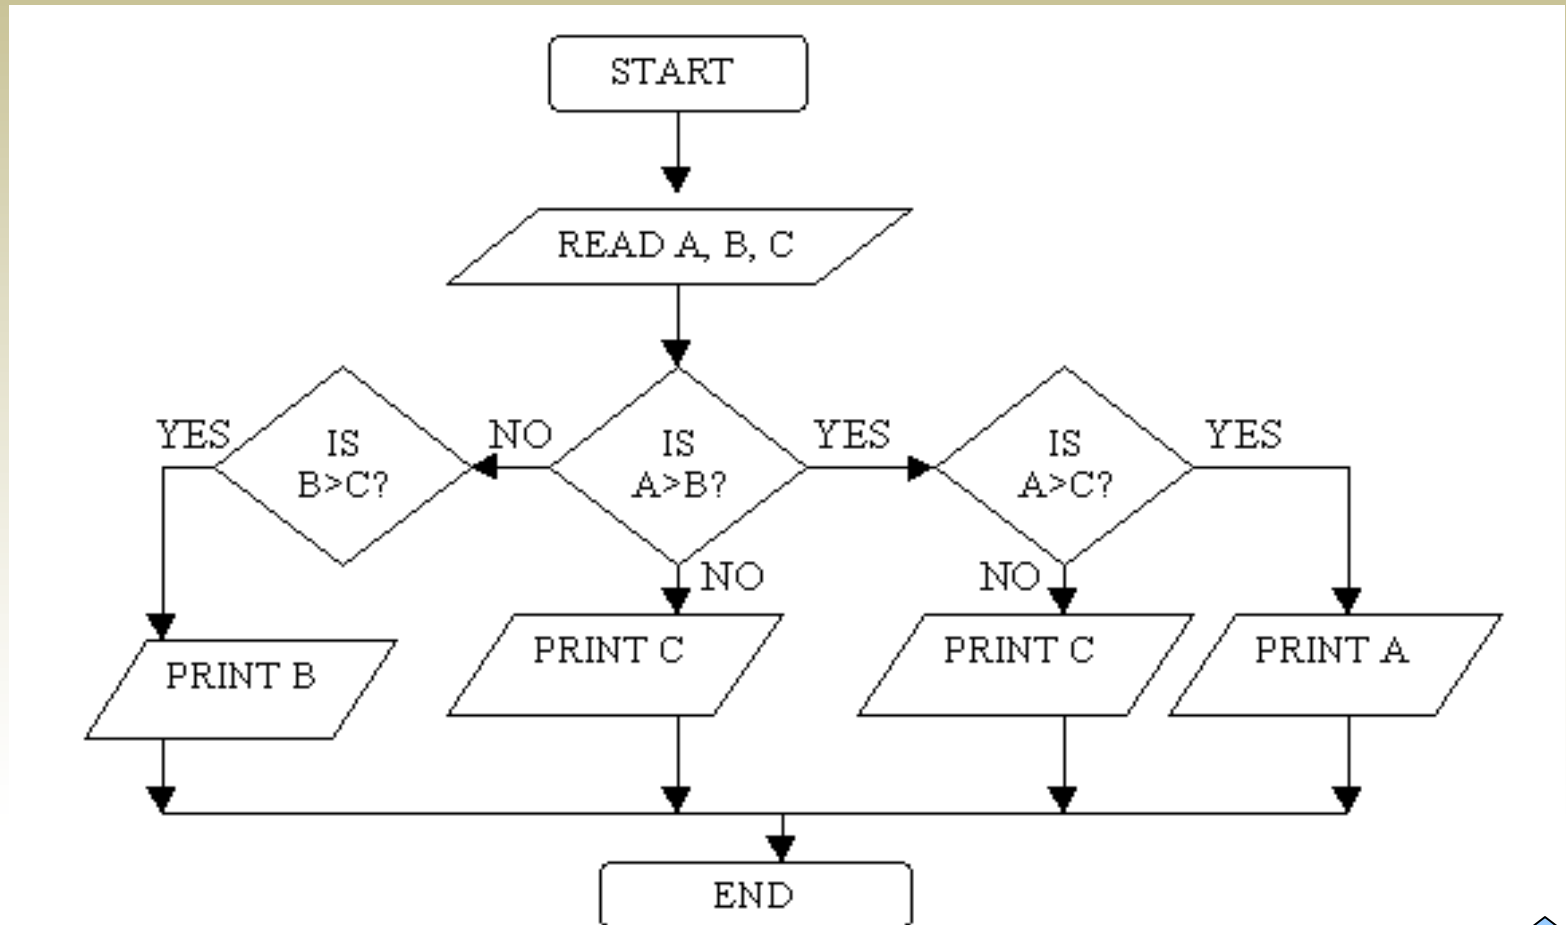 START
READ A, B, C
YES
IS
B>C?
NO
IS
A>B?
YES
IS
A>C?
YES
NO
NO
PRINT B
PRINT C
PRINT C
PRINT A
END